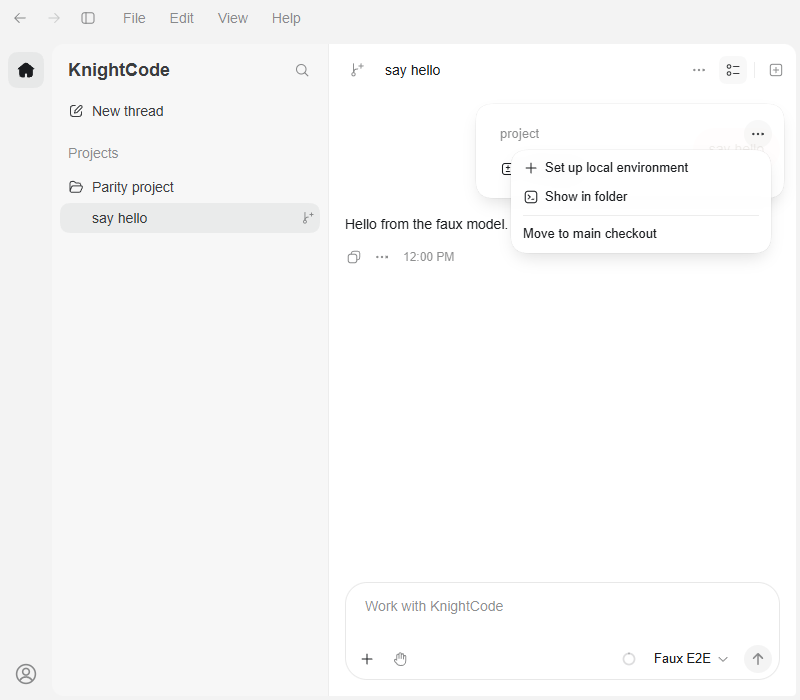 File Edit View Help
KnightCode
New thread
Projects
Parity project
say hello
say hello
project
say hello
Set up local environment
Show in folder
Move to main checkout
Hello from the faux model.
12:00 PM
Work with KnightCode
Faux E2E